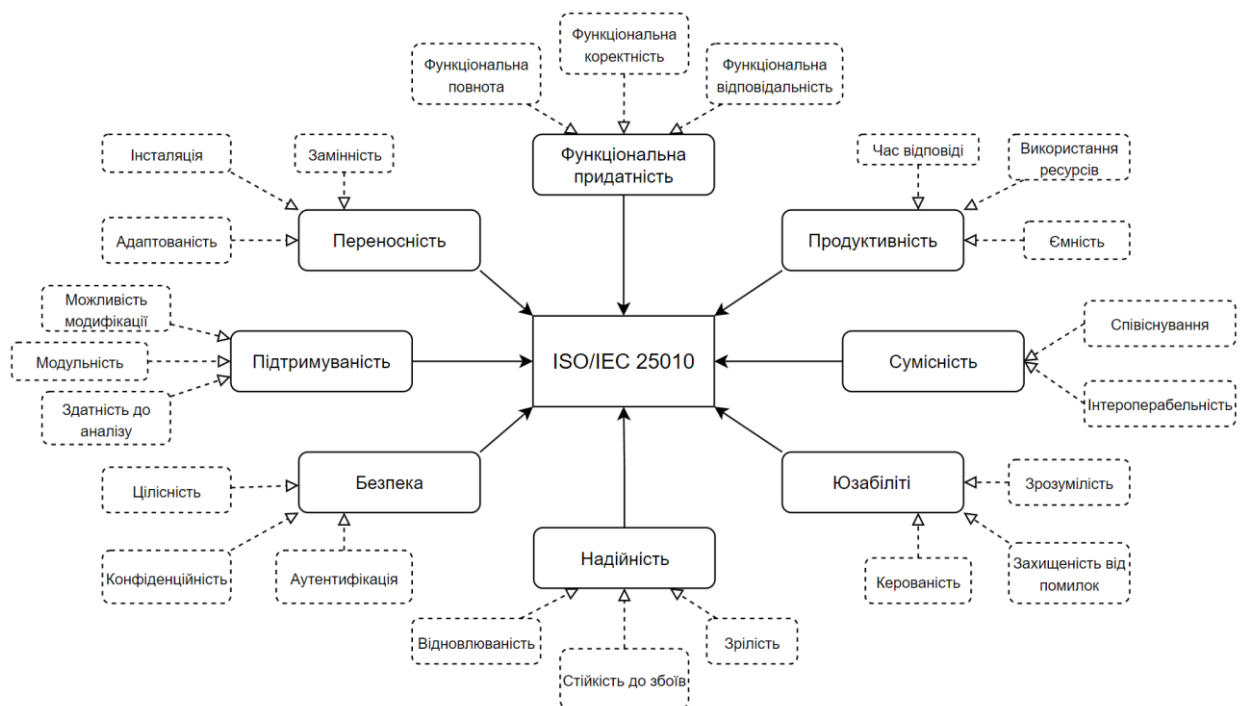 Функціональна
коректність
Функціональна
повнота
Функціональна
відповідальність
Інсталяція
Замінність
Функціональна
придатність
Час відповіді
Використання
ресурсів
Адаптованість
Переносність
Продуктивність
Ємність
Можливість
модифікації
Модульність
Здатність до
аналізу
Підтримуваність
ISO/IEC 25010
Сумісність
Співіснування
Інтероперабельність
Цілісність
Безпека
Юзабіліті
Зрозумілість
Конфіденційність
Аутентифікація
Надійність
Керованість
Захищеність від
помилок
Відновлюваність
Стійкість до збоїв
Зрілість